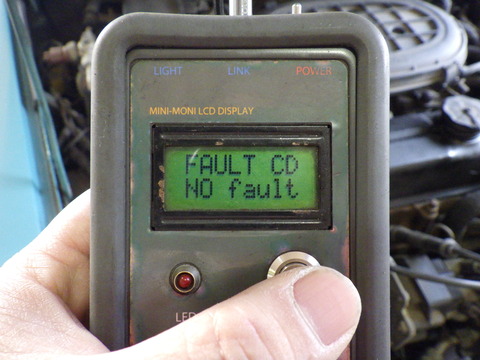 LIGHT LINK POWER
MINI-MONI LCD DISPLAY
FAULT CD
NO fault
LED